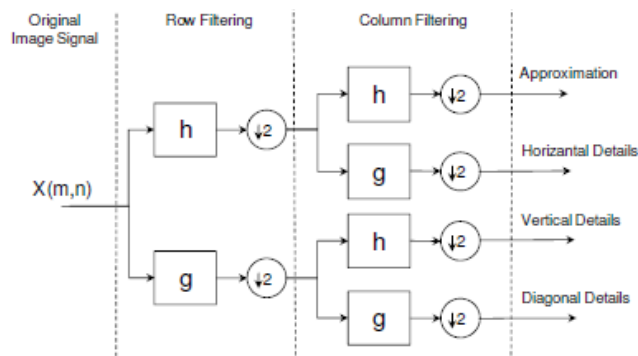 Original
Image Signal
Row Filtering
Column Filtering
h
↓2
Approximation
h
↓2
g
↓2
Horizantal Details
X(m,n)
h
↓2
Vertical Details
g
↓2
g
↓2
Diagonal Details